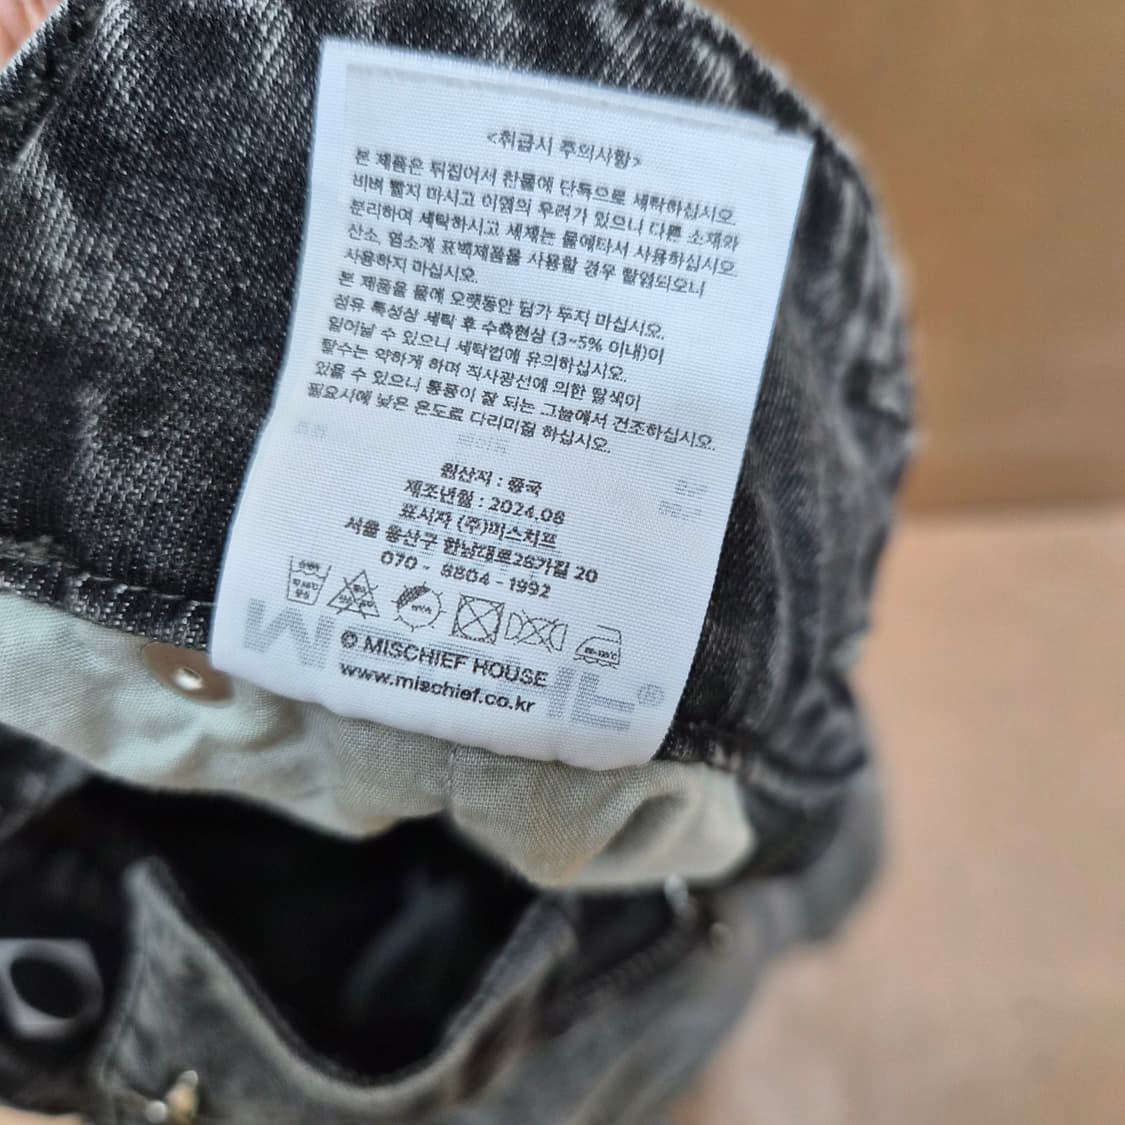 <취급시 주의사항>
본 제품은 뒤집어서 찬물에 단독으로 세탁하십시오.
비벼 빨지 마시고 이염의 우려가 있으니 다른 소재와
분리하여 세탁하시고 세제는 물에타서 사용하십시오.
산소, 염소계 표백제품을 사용할 경우 탈염되오니
사용하지 마십시오.
본 제품을 물에 오랫동안 담가 두지 마십시오.
섬유 특성상 세탁 후 수축현상 (3~5% 이내)이
일어날 수 있으니 세탁법에 유의하십시오.
탈수는 약하게 하며 직사광선에 의한 탈색이
있을 수 있으니 통풍이 잘 되는 그늘에서 건조하십시오.
필요시에 낮은 온도로 다리미질 하십시오.
원산지 : 중국
제조년월 : 2024.08
표시자 (주)미스치프
서울 용산구 한남대로28가길 20
070 - 8804 - 1992
© MISCHIEF HOUSE
www.mischief.co.kr